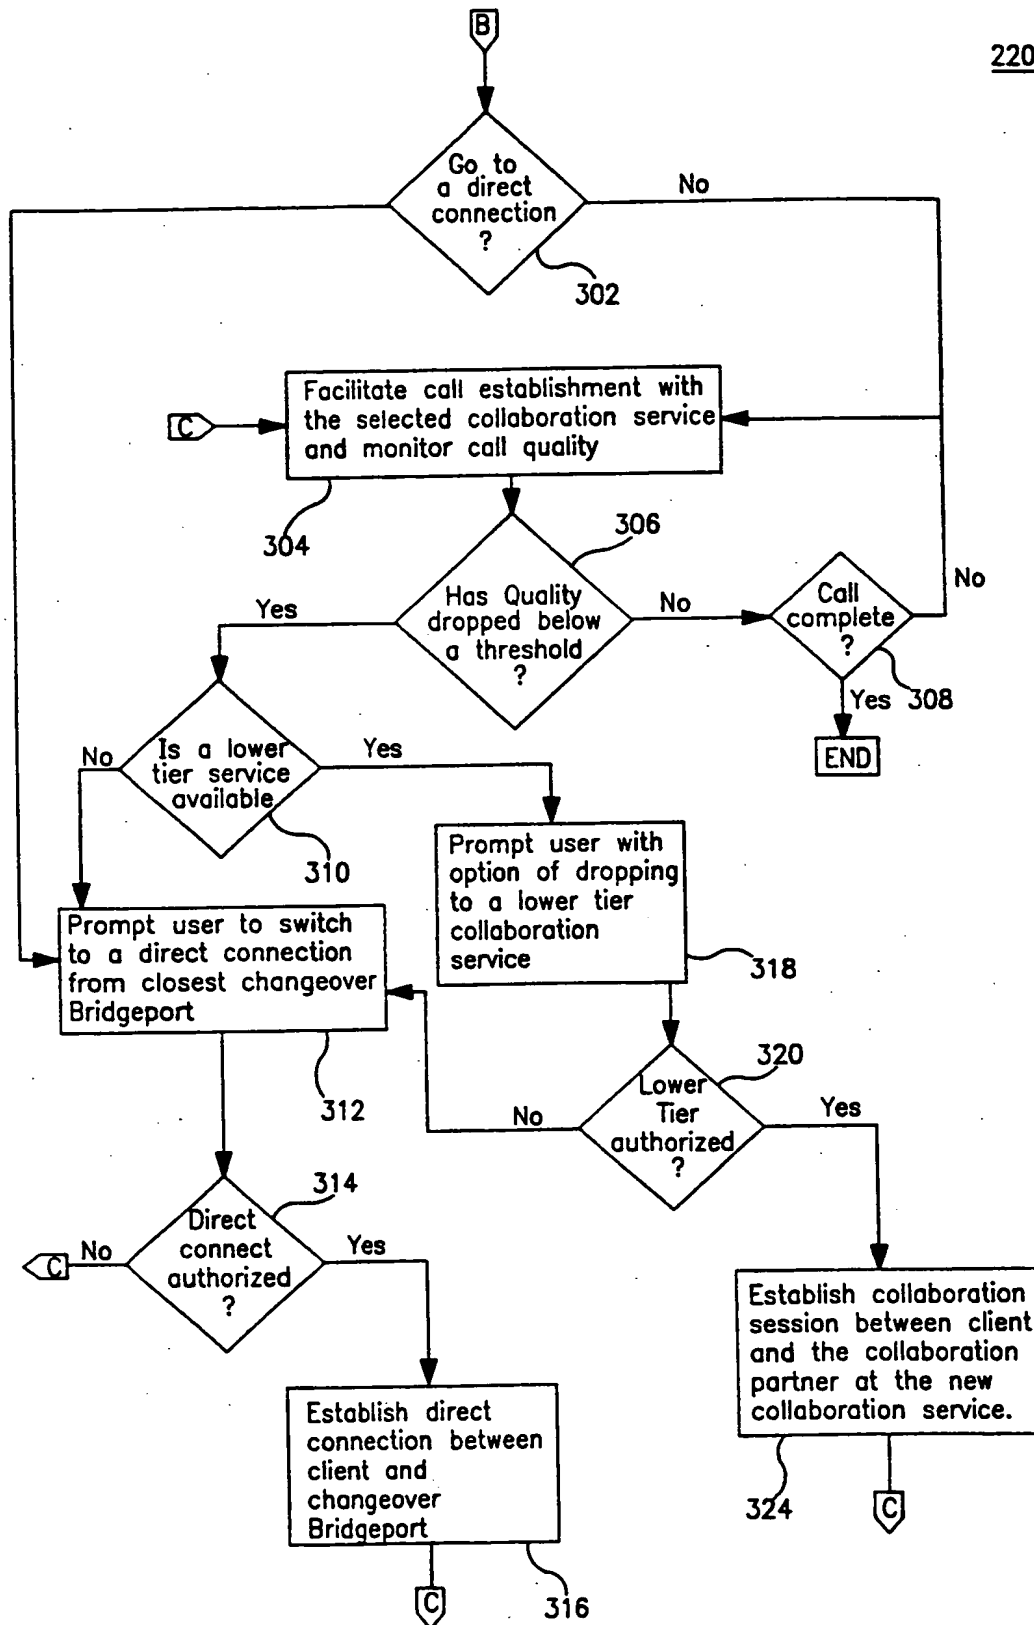 B
220
Go to
a direct
connection
?
No
302
Facilitate call establishment with
the selected collaboration service
and monitor call quality
C
304
306
Has Quality
dropped below
a threshold
?
Yes
No
Call
complete
?
No
Yes
308
END
Is a lower
tier service
available
No
Yes
310
Prompt user with
option of dropping
to a lower tier
collaboration
service
318
Prompt user to switch
to a direct connection
from closest changeover
Bridgeport
312
320
Lower
Tier
authorized
?
No
Yes
314
Direct
connect
authorized
?
C
No
Yes
Establish collaboration
session between client
and the collaboration
partner at the new
collaboration service.
324
C
Establish direct
connection between
client and
changeover
Bridgeport
316
C